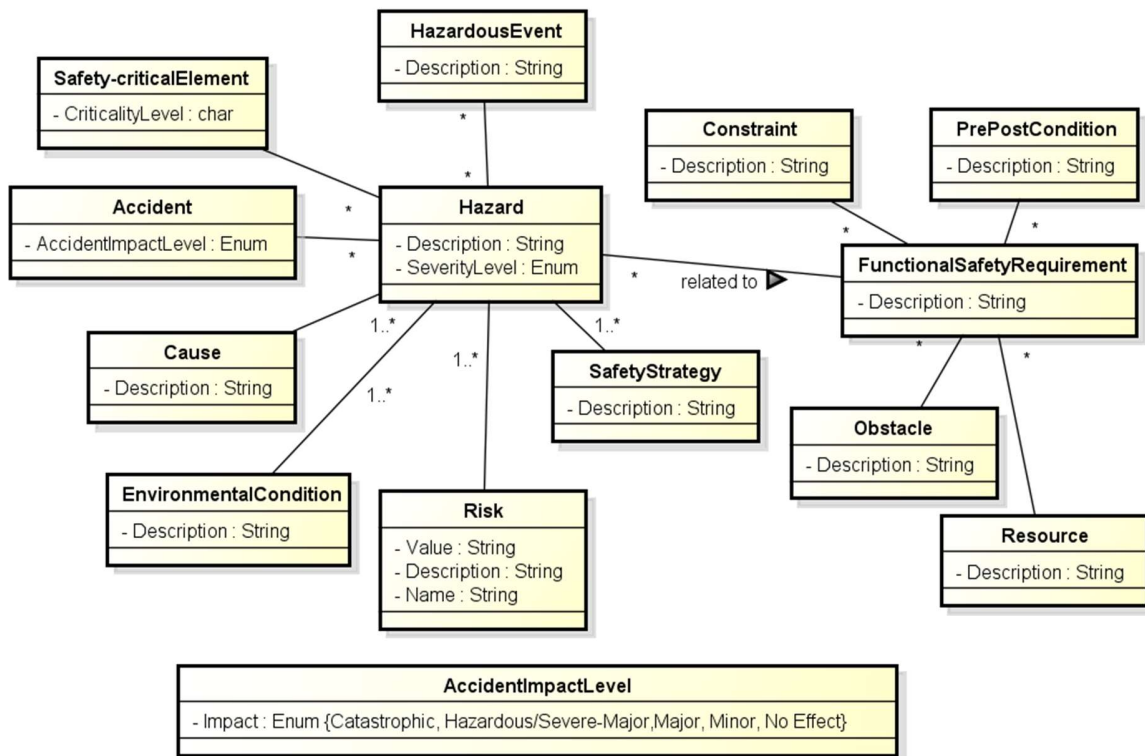 HazardousEvent
- Description : String
Safety-criticalElement
- CriticalityLevel : char
*
*
Constraint
- Description : String
PrePostCondition
- Description : String
Accident
- AccidentImpactLevel : Enum
*
*
Hazard
- Description : String
- SeverityLevel : Enum
*
related to
*
*
FunctionalSafetyRequirement
- Description : String
*
*
Cause
- Description : String
1..*
1..*
1..*
1..*
SafetyStrategy
- Description : String
Obstacle
- Description : String
EnvironmentalCondition
- Description : String
Risk
- Value : String
- Description : String
- Name : String
Resource
- Description : String
AccidentImpactLevel
- Impact : Enum {Catastrophic, Hazardous/Severe-Major,Major, Minor, No Effect}